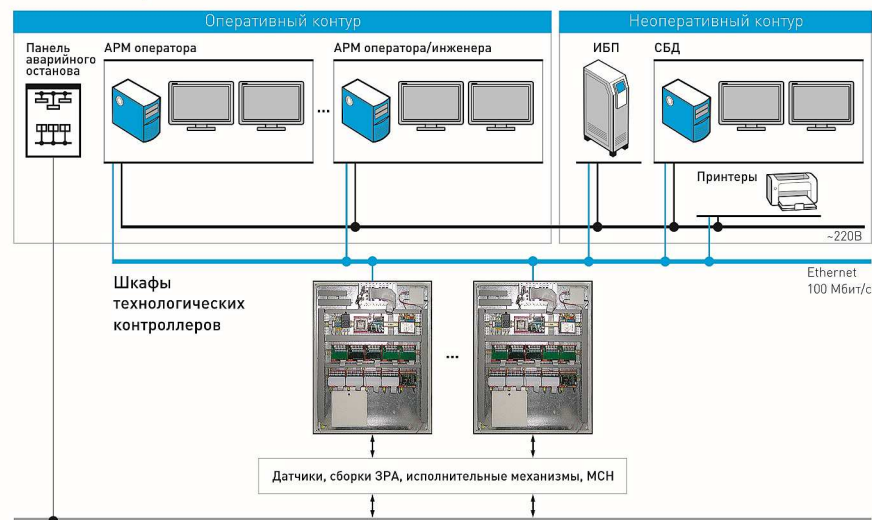 Оперативный контур
Неоперативный контур
Панель
аварийного
останова
АРМ оператора
АРМ оператора/инженера
...
ИБП
СБД
Принтеры
~220В
Ethernet
100 Мбит/с
Шкафы
технологических
контроллеров
...
Датчики, сборки ЗРА, исполнительные механизмы, МСН